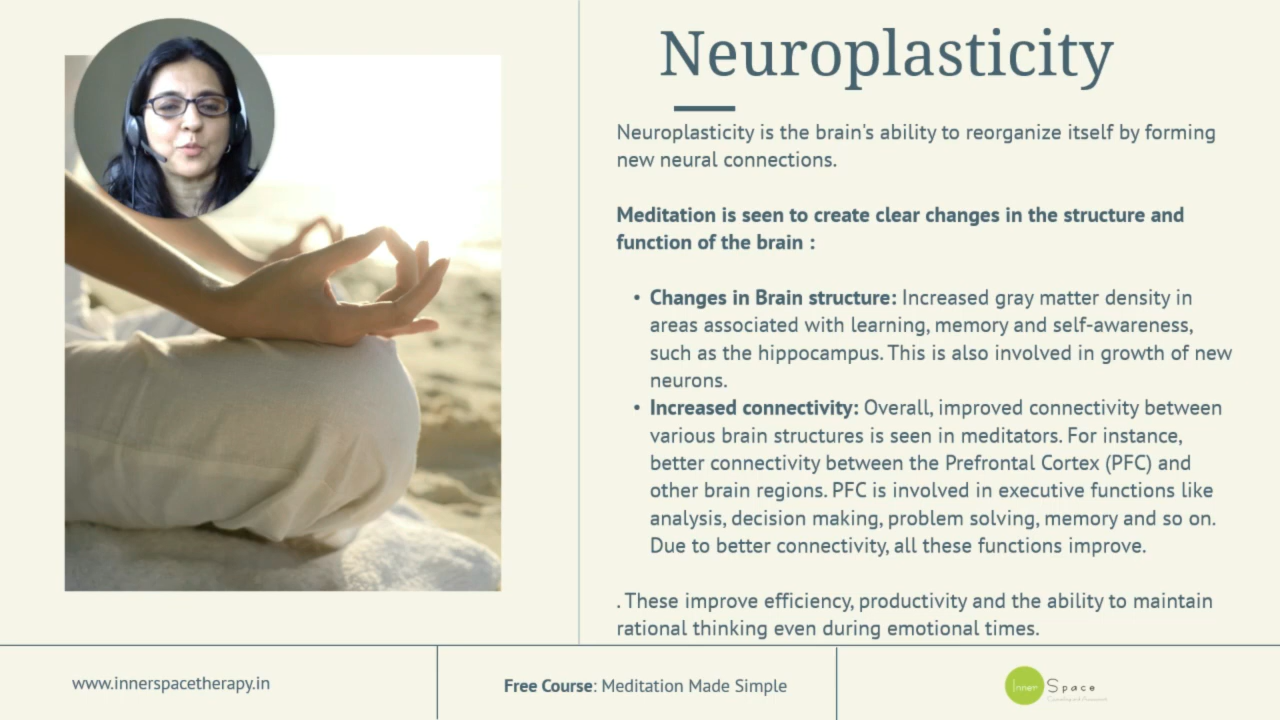 Neuroplasticity
Neuroplasticity is the brain's ability to reorganize itself by forming
new neural connections.
Meditation is seen to create clear changes in the structure and
function of the brain :
• Changes in Brain structure: Increased gray matter density in
areas associated with learning, memory and self-awareness,
such as the hippocampus. This is also involved in growth of new
neurons.
• Increased connectivity: Overall, improved connectivity between
various brain structures is seen in meditators. For instance,
better connectivity between the Prefrontal Cortex (PFC) and
other brain regions. PFC is involved in executive functions like
analysis, decision making, problem solving, memory and so on.
Due to better connectivity, all these functions improve.
. These improve efficiency, productivity and the ability to maintain
rational thinking even during emotional times.
www.innerspacetherapy.in
Free Course: Meditation Made Simple
Inner Space